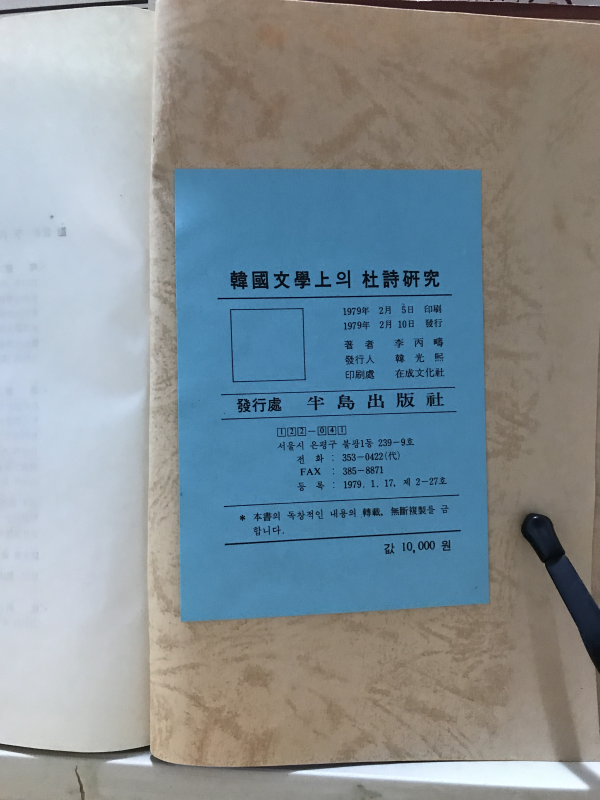 韓國文學上의 杜詩硏究
1979年 2月 5日 印刷
1979年 2月 10日 發行
著者 李丙疇
發行人 韓光熙
印刷處 在成文化社
發行處 半島出版社
122-041
서울시 은평구 불광1동 239-9호
전화 : 353-0422(代)
FAX : 385-8871
등록 : 1979. 1. 17, 제 2-27호
* 本書의 독창적인 내용의 轉載, 無斷複製를 금
합니다.
값 10,000 원